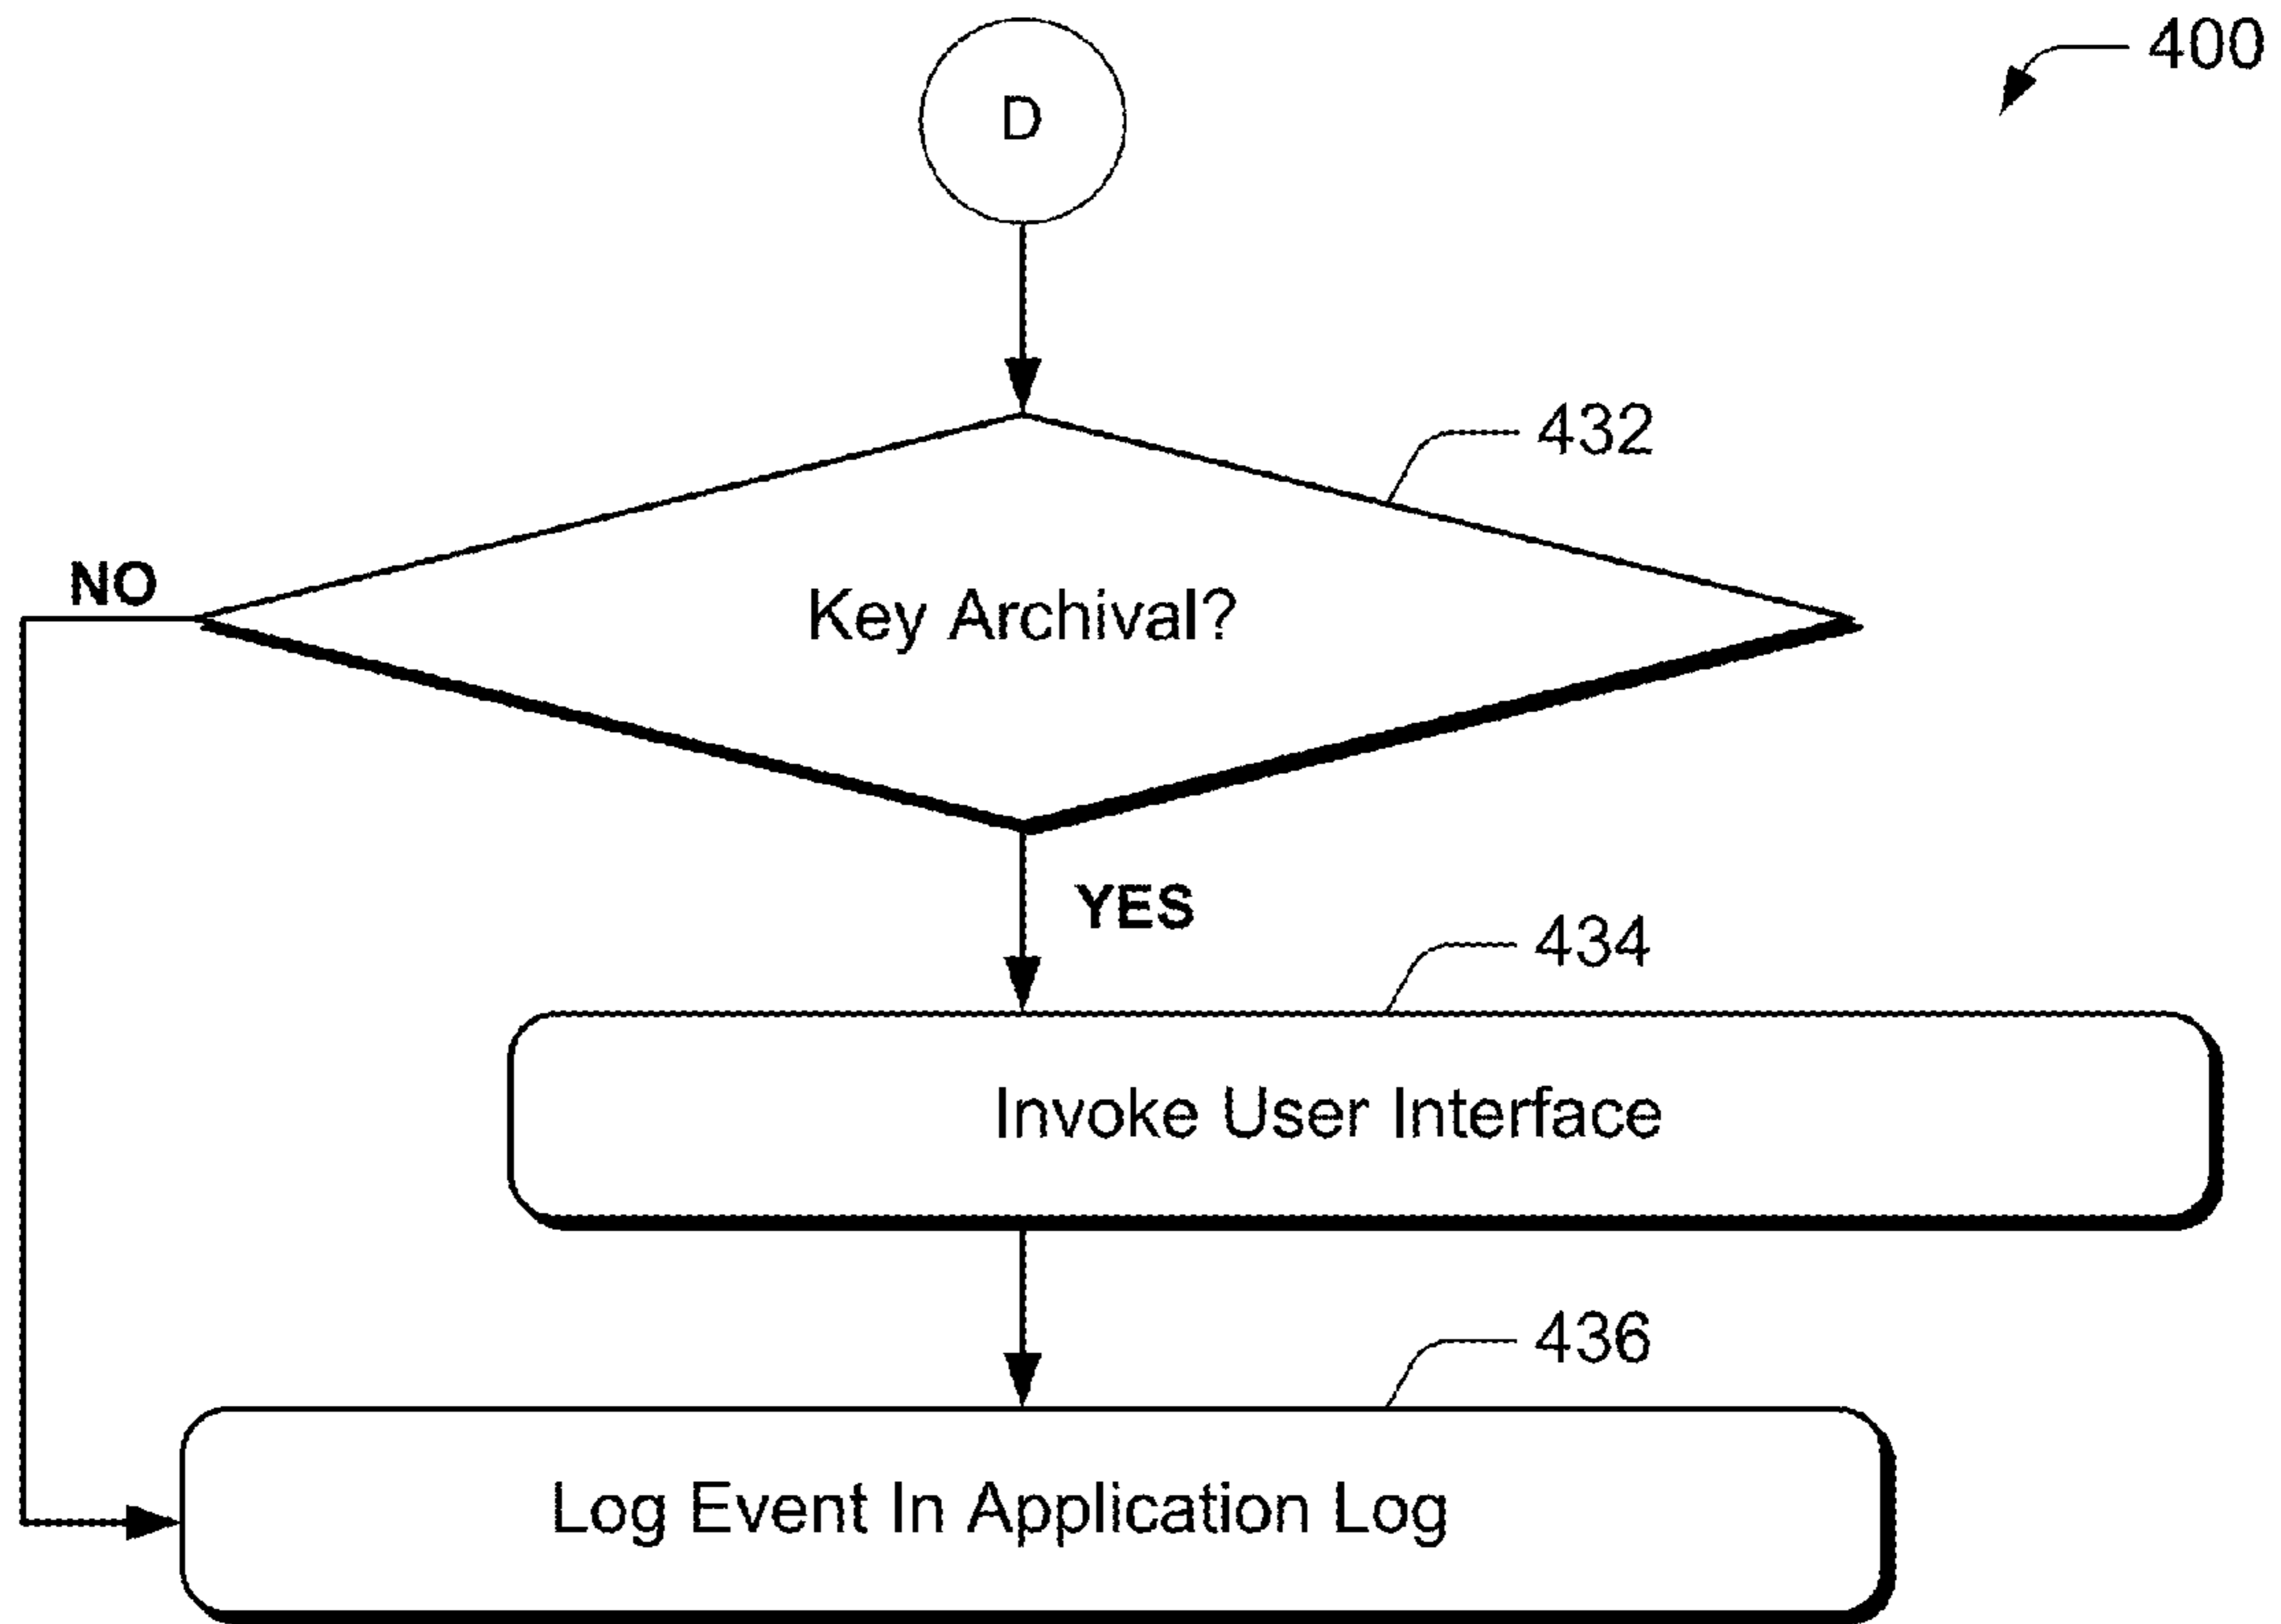 400
D
432
NO
Key Archival?
YES
434
Invoke User Interface
436
Log Event In Application Log